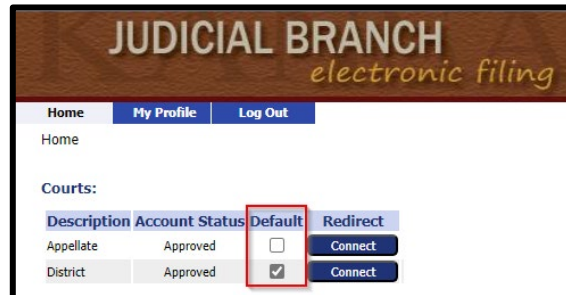 JUDICIAL BRANCH
electronic filing
Home My Profile Log Out
Home
Courts:
Description Account Status Default Redirect
Appellate Approved Connect
District Approved Connect